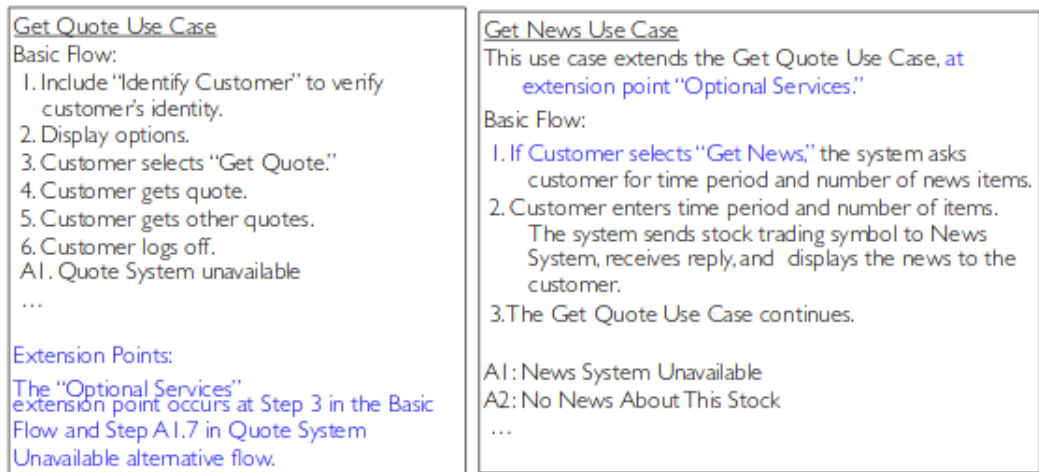 Get Quote Use Case
Basic Flow:
1. Include “Identify Customer” to verify
customer’s identity.
2. Display options.
3. Customer selects “Get Quote.”
4. Customer gets quote.
5. Customer gets other quotes.
6. Customer logs off.
A1. Quote System unavailable
…
Extension Points:
The “Optional Services”
extension point occurs at Step 3 in the Basic
Flow and Step A1.7 in Quote System
Unavailable alternative flow.
Get News Use Case
This use case extends the Get Quote Use Case, at
extension point “Optional Services.”
Basic Flow:
1. If Customer selects “Get News,” the system asks
customer for time period and number of news items.
2. Customer enters time period and number of items.
The system sends stock trading symbol to News
System, receives reply, and displays the news to the
customer.
3. The Get Quote Use Case continues.
A1: News System Unavailable
A2: No News About This Stock
…